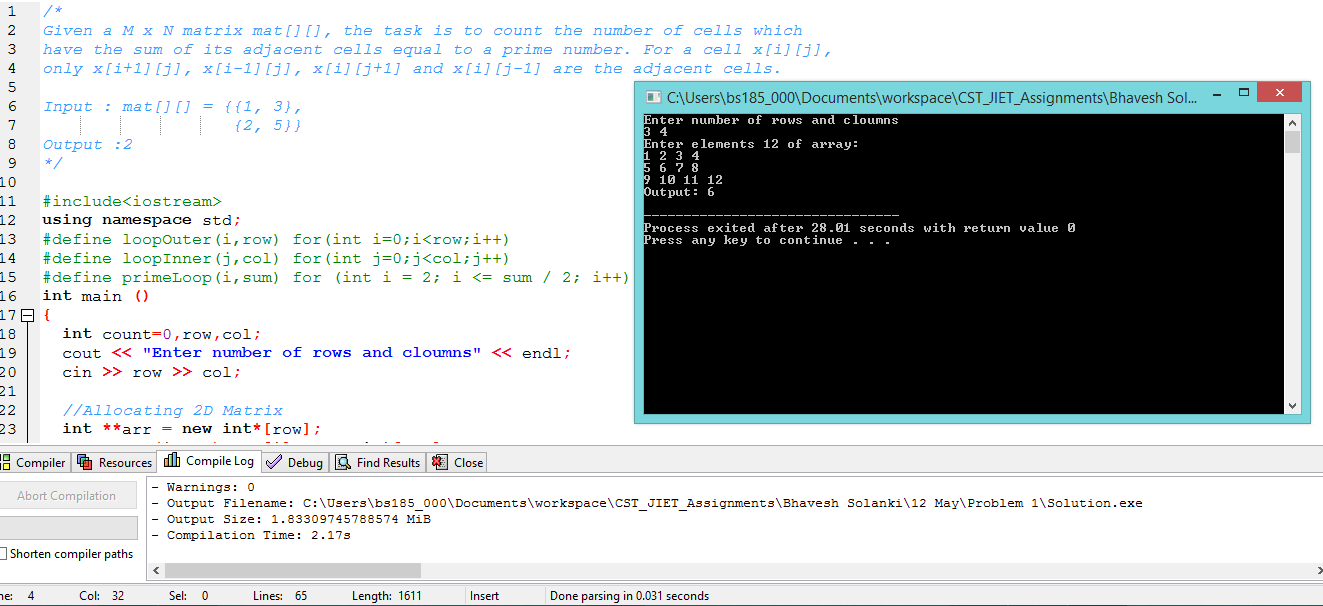 1 /*
2 Given a M x N matrix mat[][], the task is to count the number of cells which
3 have the sum of its adjacent cells equal to a prime number. For a cell x[i][j],
4 only x[i+1][j], x[i-1][j], x[i][j+1] and x[i][j-1] are the adjacent cells.
5
6 Input : mat[][] = {{1, 3},
7 {2, 5}}
8 Output :2
9 */
10
11 #include<iostream>
12 using namespace std;
13 #define loopOuter(i,row) for(int i=0;i<row;i++)
14 #define loopInner(j,col) for(int j=0;j<col;j++)
15 #define primeLoop(i,sum) for (int i = 2; i <= sum / 2; i++)
16 int main ()
17 {
18 int count=0,row,col;
19 cout << "Enter number of rows and cloumns" << endl;
20 cin >> row >> col;
21
22 //Allocating 2D Matrix
23 int **arr = new int*[row];
C:\Users\bs185_000\Documents\workspace\CST_JIET_Assignments\Bhavesh Sol...
Enter number of rows and cloumns
3 4
Enter elements 12 of array:
1 2 3 4
5 6 7 8
9 10 11 12
Output: 6
--------------------------------
Process exited after 28.01 seconds with return value 0
Press any key to continue . . .
Compiler Resources Compile Log Debug Find Results Close
Abort Compilation
Shorten compiler paths
- Warnings: 0
- Output Filename: C:\Users\bs185_000\Documents\workspace\CST_JIET_Assignments\Bhavesh Solanki\12 May\Problem 1\Solution.exe
- Output Size: 1.83309745788574 MiB
- Compilation Time: 2.17s
ne: 4 Col: 32 Sel: 0 Lines: 65 Length: 1611 Insert Done parsing in 0.031 seconds